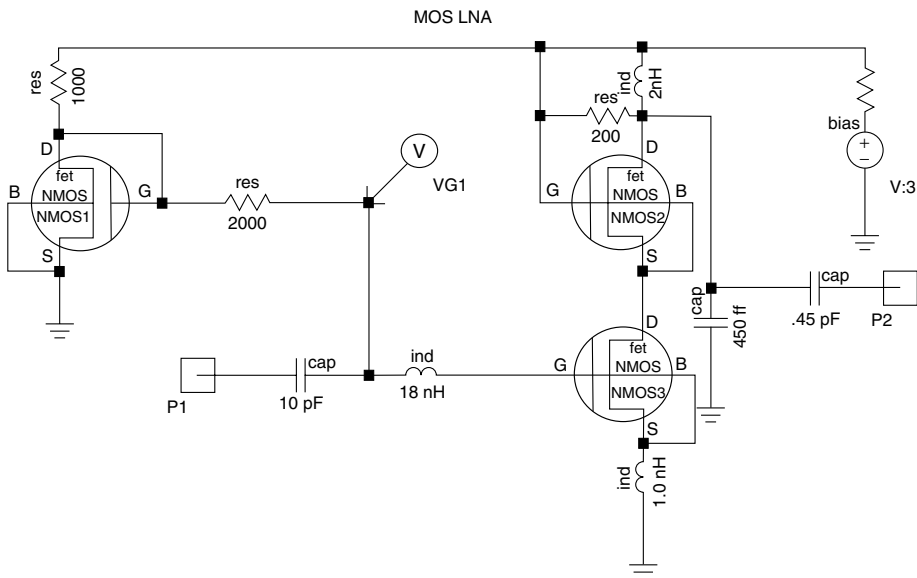 MOS LNA
res
1000
D
fet
B
NMOS
G
NMOS1
S
res
2000
V
VG1
ind
2nH
res
200
D
fet
G
NMOS
B
NMOS2
S
bias
V:3
cap
450 ff
cap
.45 pF
P2
P1
cap
10 pF
ind
18 nH
D
fet
G
NMOS
B
NMOS3
S
ind
1.0 nH